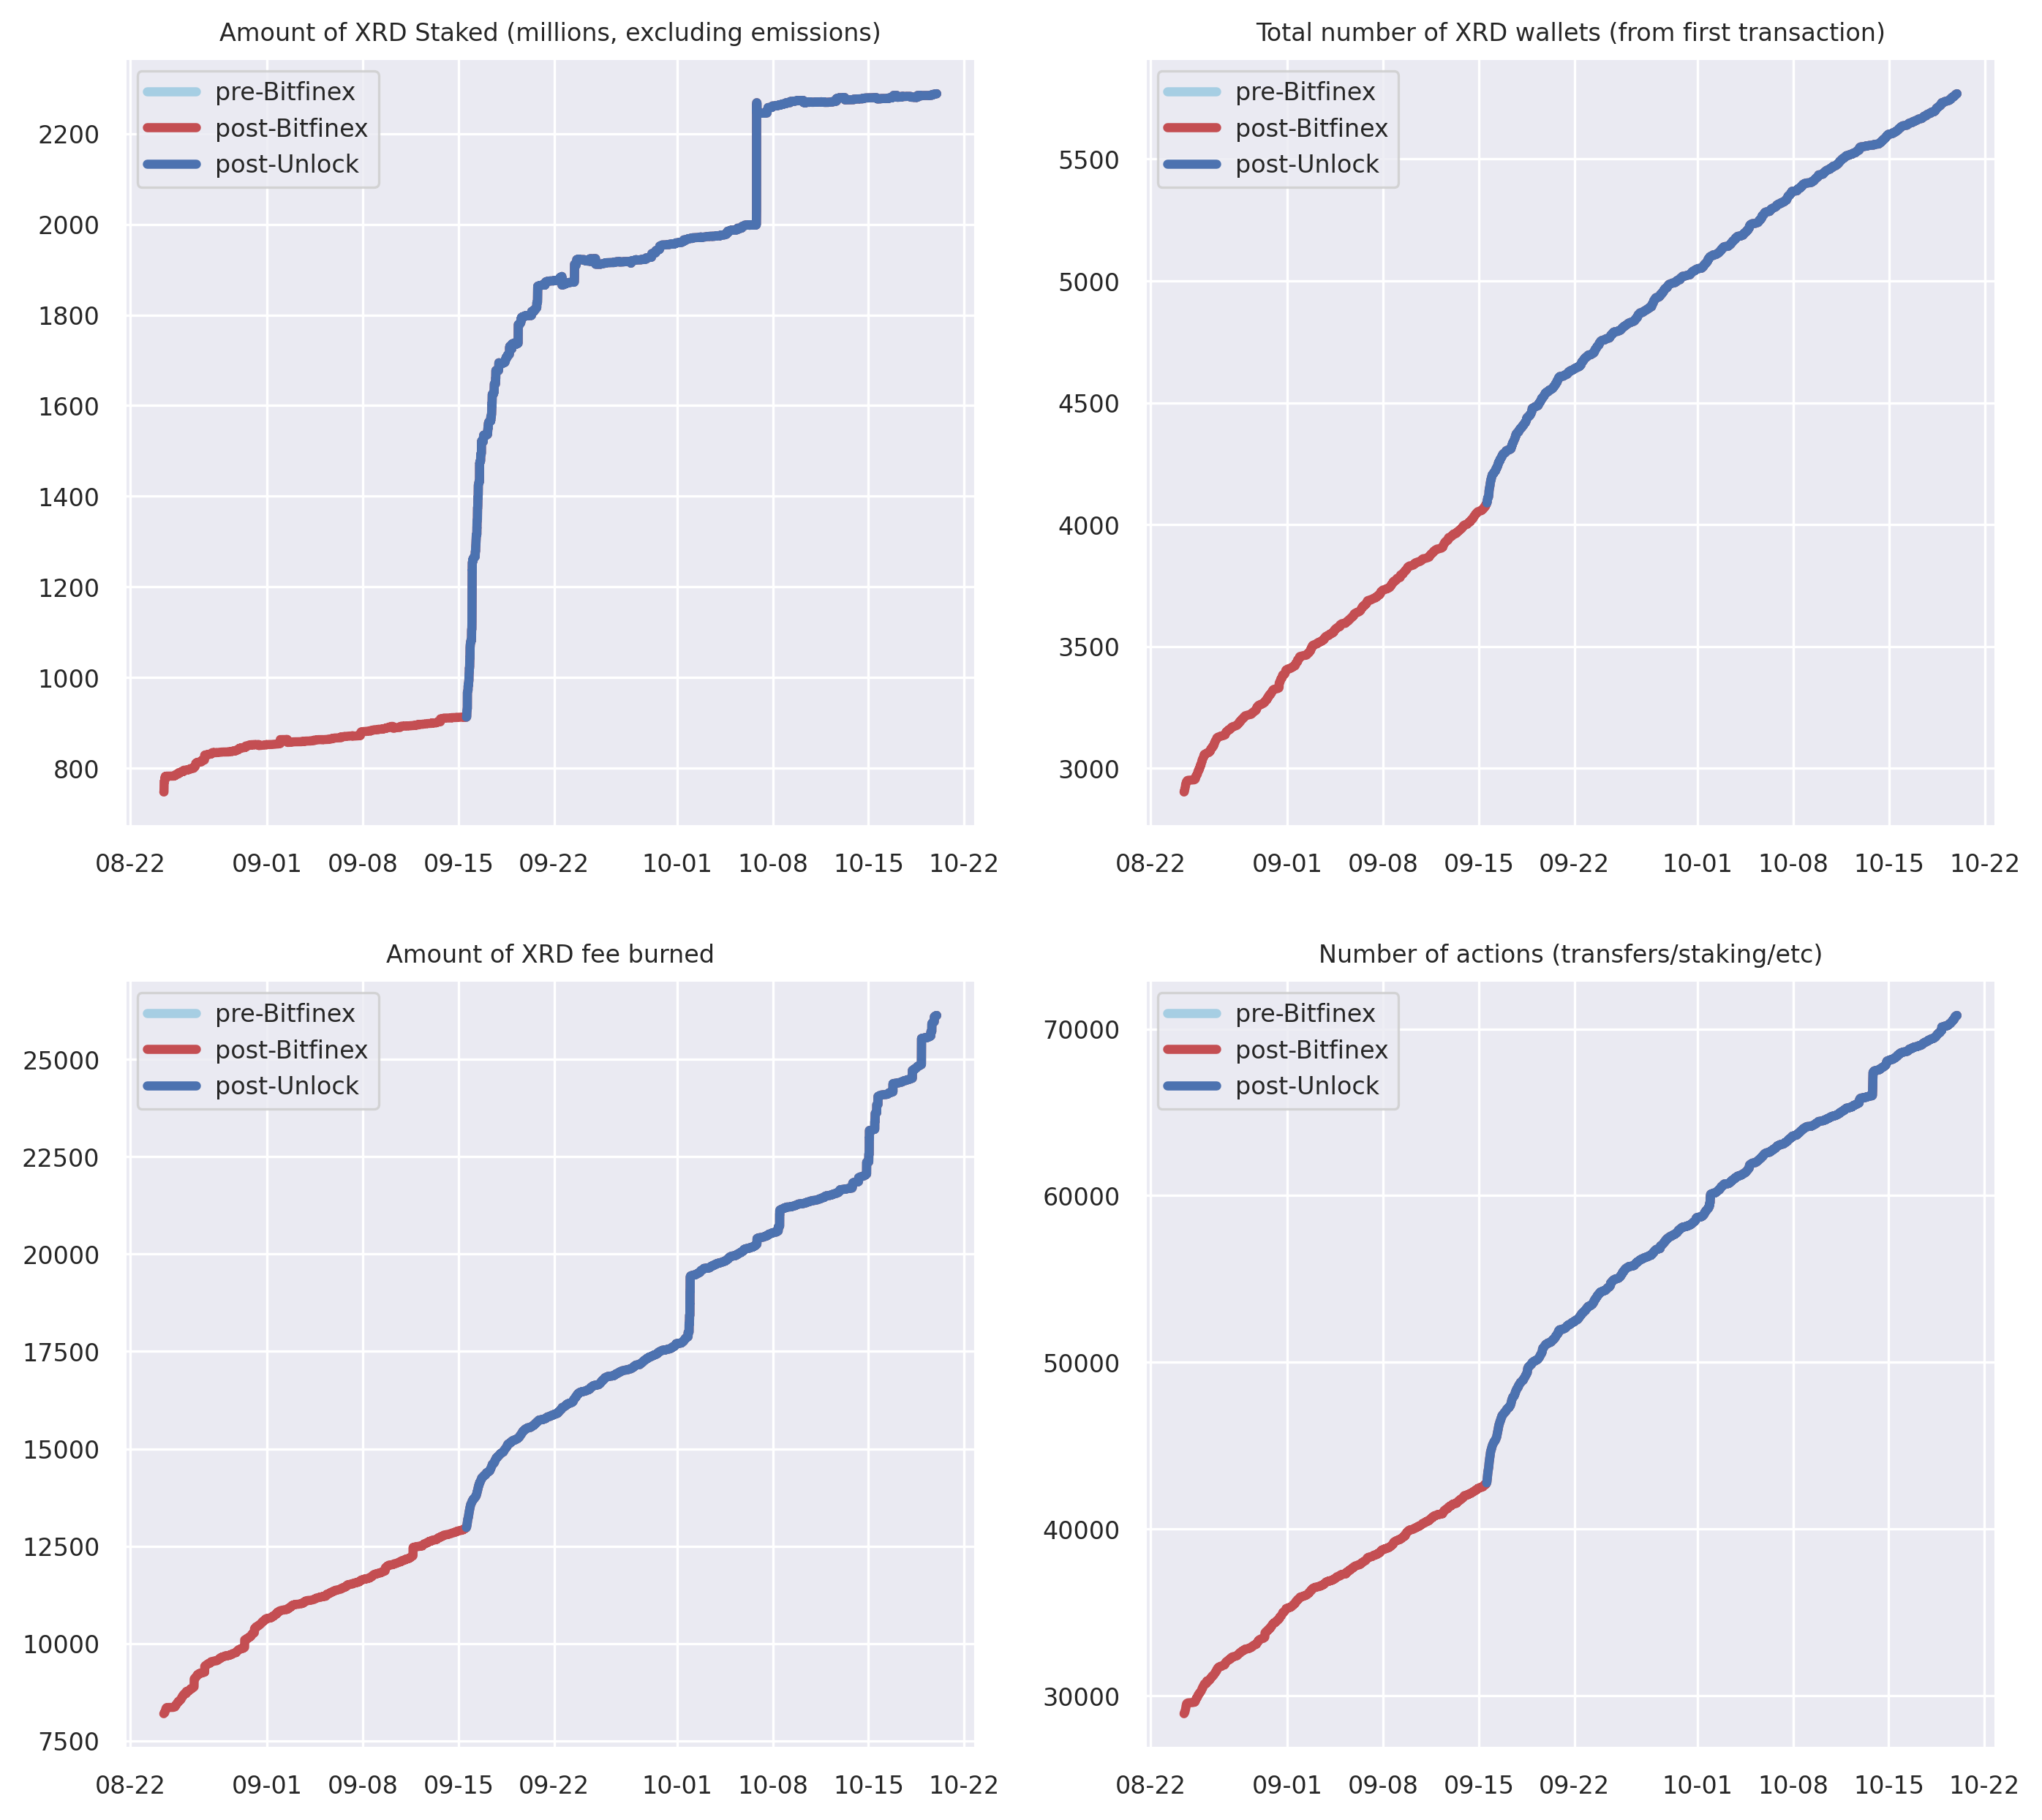 Amount of XRD Staked (millions, excluding emissions)
pre-Bitfinex
post-Bitfinex
post-Unlock
2200
2000
1800
1600
1400
1200
1000
800
08-22 09-01 09-08 09-15 09-22 10-01 10-08 10-15 10-22
Total number of XRD wallets (from first transaction)
pre-Bitfinex
post-Bitfinex
post-Unlock
5500
5000
4500
4000
3500
3000
08-22 09-01 09-08 09-15 09-22 10-01 10-08 10-15 10-22
Amount of XRD fee burned
pre-Bitfinex
post-Bitfinex
post-Unlock
25000
22500
20000
17500
15000
12500
10000
7500
08-22 09-01 09-08 09-15 09-22 10-01 10-08 10-15 10-22
Number of actions (transfers/staking/etc)
pre-Bitfinex
post-Bitfinex
post-Unlock
70000
60000
50000
40000
30000
08-22 09-01 09-08 09-15 09-22 10-01 10-08 10-15 10-22